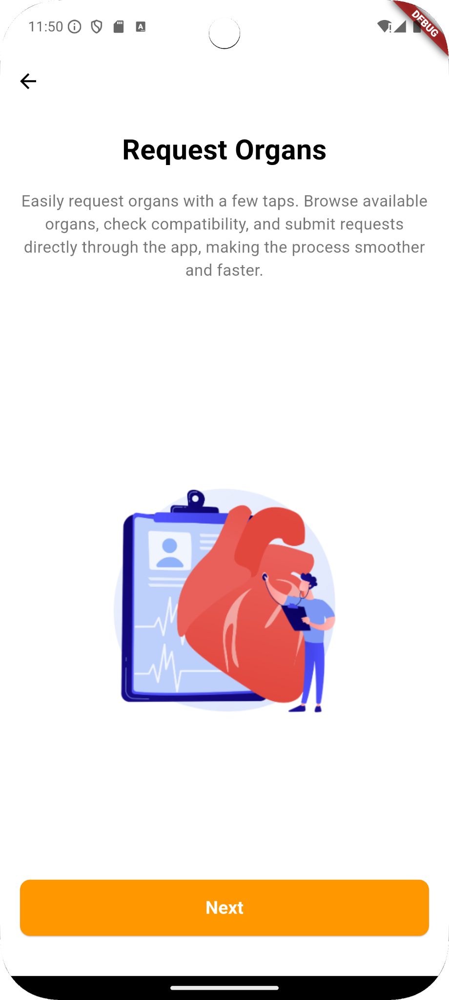 11:50
DEBUG
Request Organs
Easily request organs with a few taps. Browse available
organs, check compatibility, and submit requests
directly through the app, making the process smoother
and faster.
Next